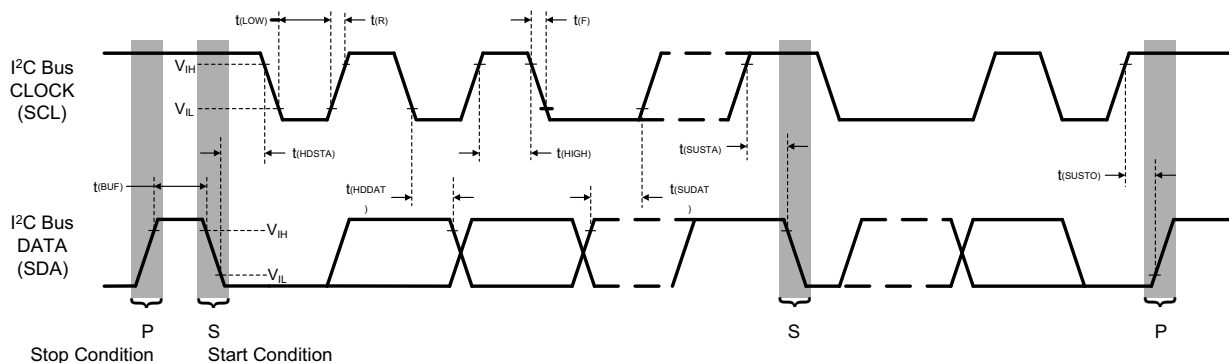 t(LOW)
t(R)
t(F)
I²C Bus
CLOCK
(SCL)
VIH
VIL
t(HDSTA)
t(HIGH)
t(SUSTA)
t(BUF)
t(HDDAT
)
t(SUDAT
)
t(SUSTO)
I²C Bus
DATA
(SDA)
VIH
VIL
P
S
S
P
Stop Condition
Start Condition